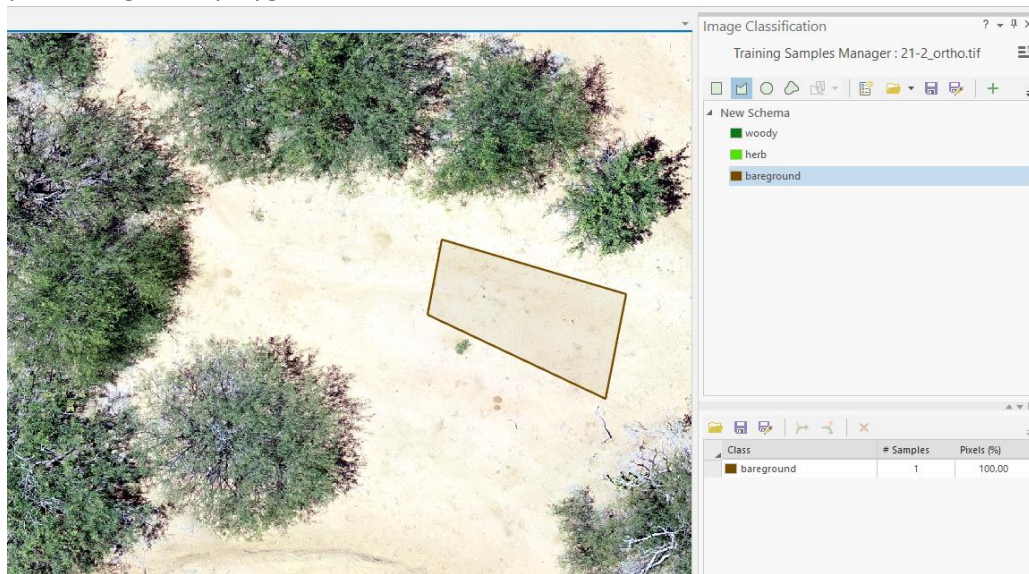 Image Classification
Training Samples Manager : 21-2_ortho.tif
New Schema
woody
herb
bareground
Class # Samples Pixels (%)
bareground 1 100.00